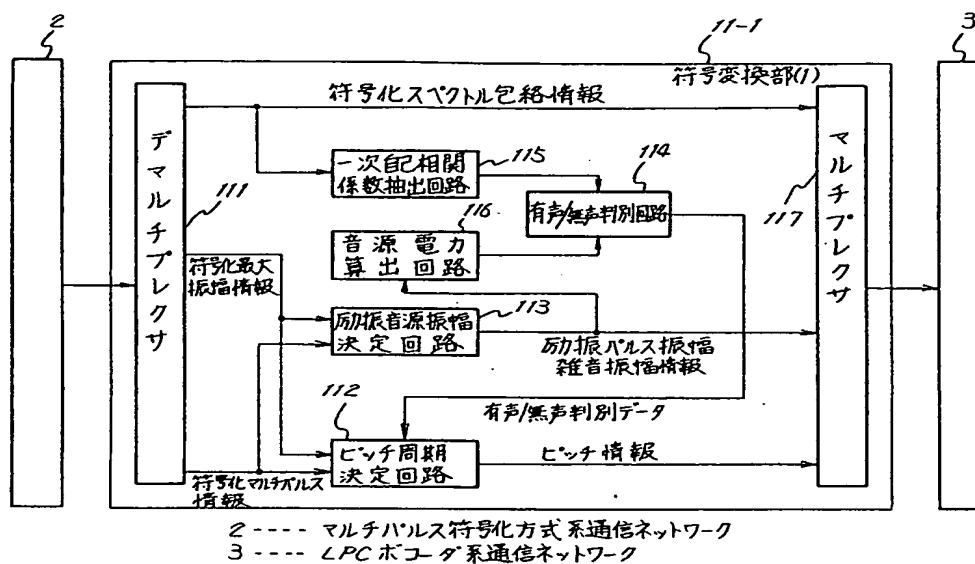 2
11-1
3
符号変換部(1)
符号化スペクトル包絡情報
デマルチプレクサ
111
一次自己相関
係数抽出回路
115
114
有声/無声判別回路
マルチプレクサ
117
116
音源電力
算出回路
符号化最大
振幅情報
励振音源振幅
決定回路
113
励振パルス振幅
雑音振幅情報
112
有声/無声判別データ
ピッチ周期
決定回路
ピッチ情報
符号化マルチパルス
情報
2 ---- マルチパルス符号化方式系通信ネットワーク
3 ---- LPCボコーダ系通信ネットワーク